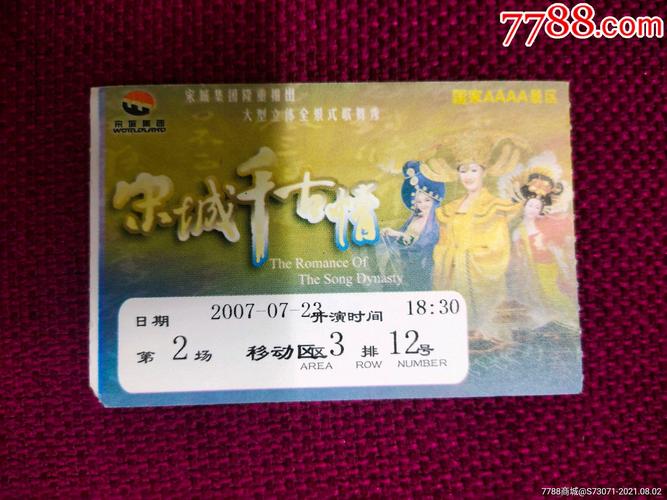 7788.com
宋城集团隆重推出
国家AAAA景区
大型立体全景式歌舞秀
宋城集团
WORLDLAND
宋城千古情
The Romance Of
The Song Dynasty
日期 2007-07-23 开演时间 18:30
第 2 场 移动区区 3 排 12号
AREA ROW NUMBER
7788商城@S73071-2021.08.02